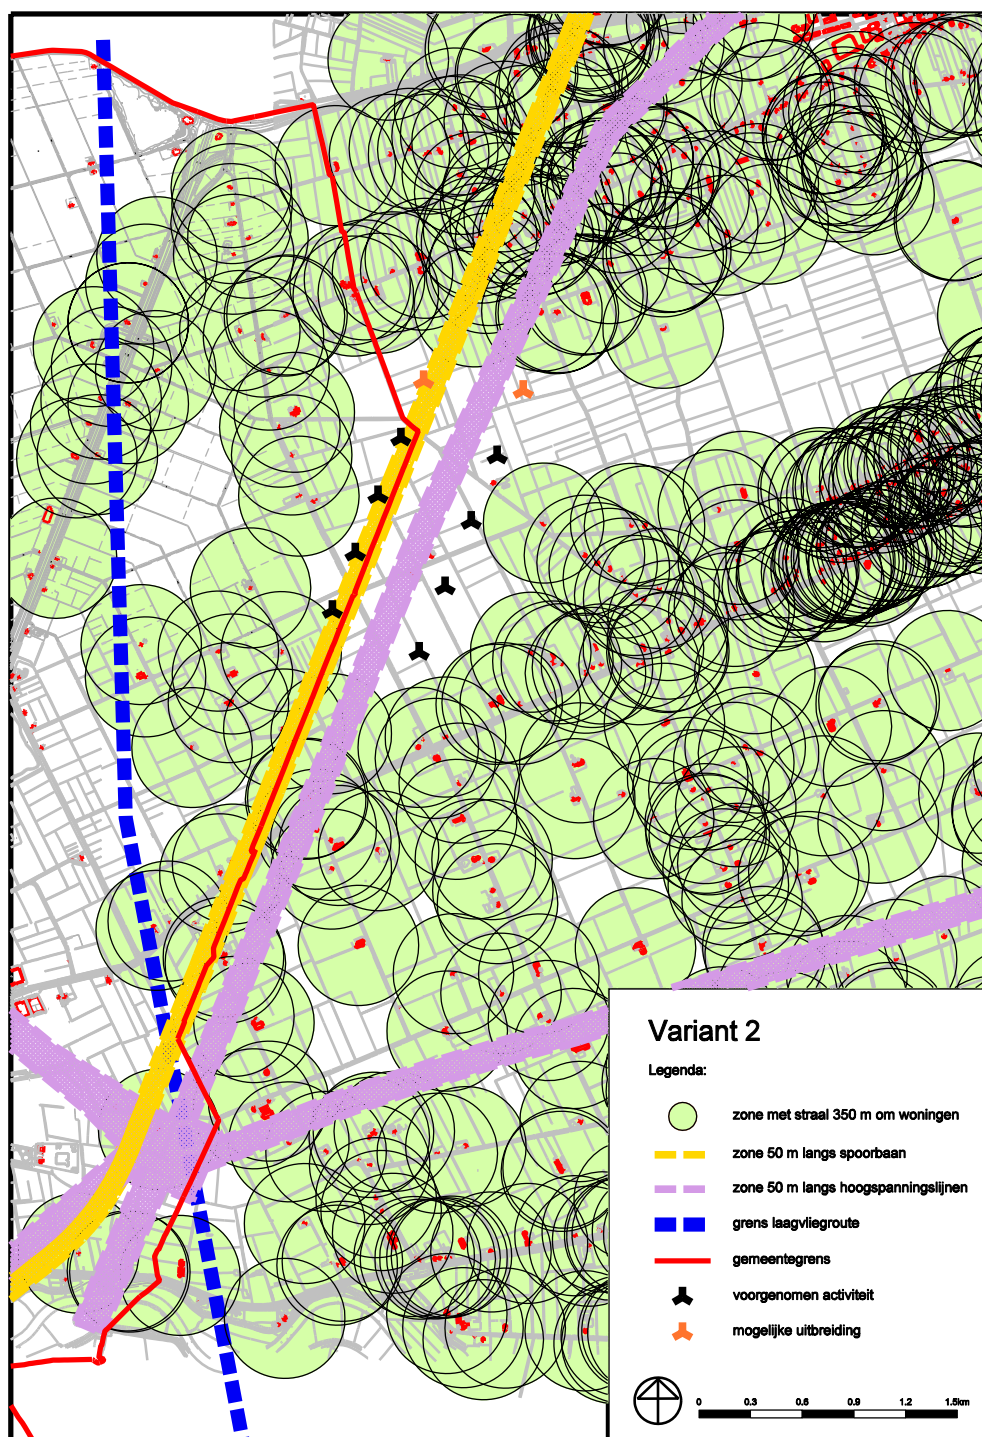 Variant 2
Legenda:
zone met straal 350 m om woningen
zone 50 m langs spoorbaan
zone 50 m langs hoogspanningslijnen
grens laagvliegroute
gemeentegrens
voorgenomen activiteit
mogelijke uitbreiding
0 0.3 0.6 0.9 1.2 1.5km